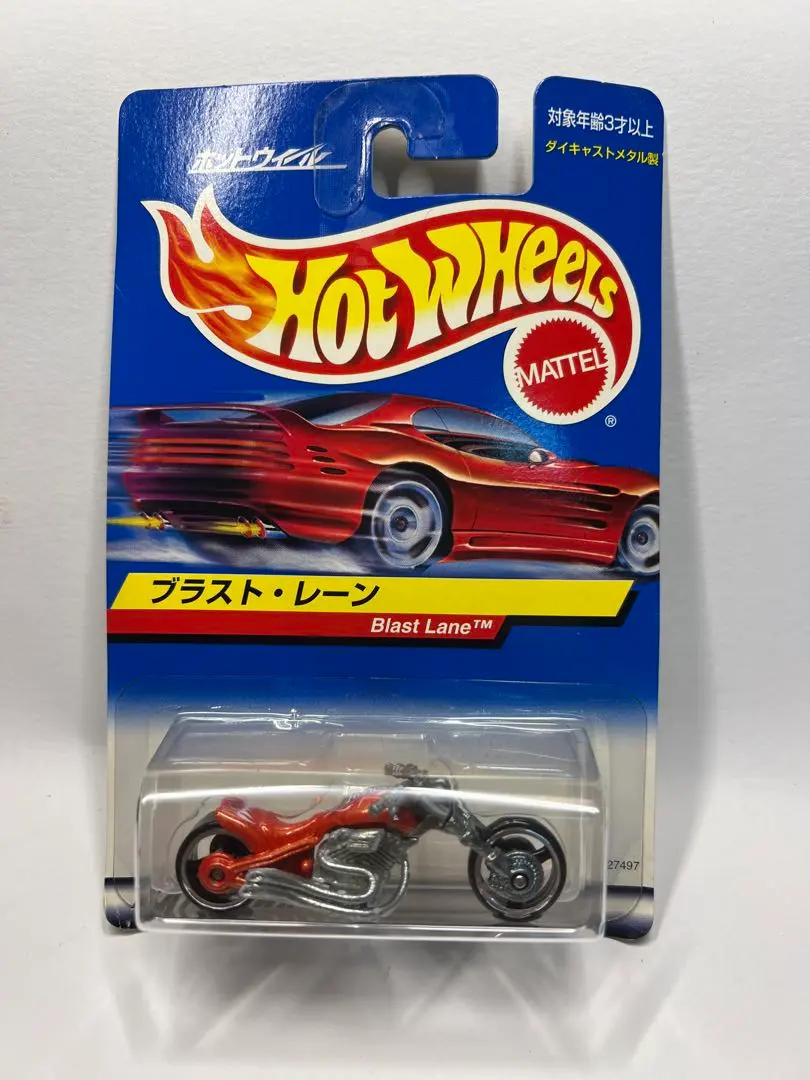 対象年齢3才以上
ダイキャストメタル製
ホットウィール
HOT WHEELS
MATTEL
®
ブラスト・レーン
Blast Lane™
27497